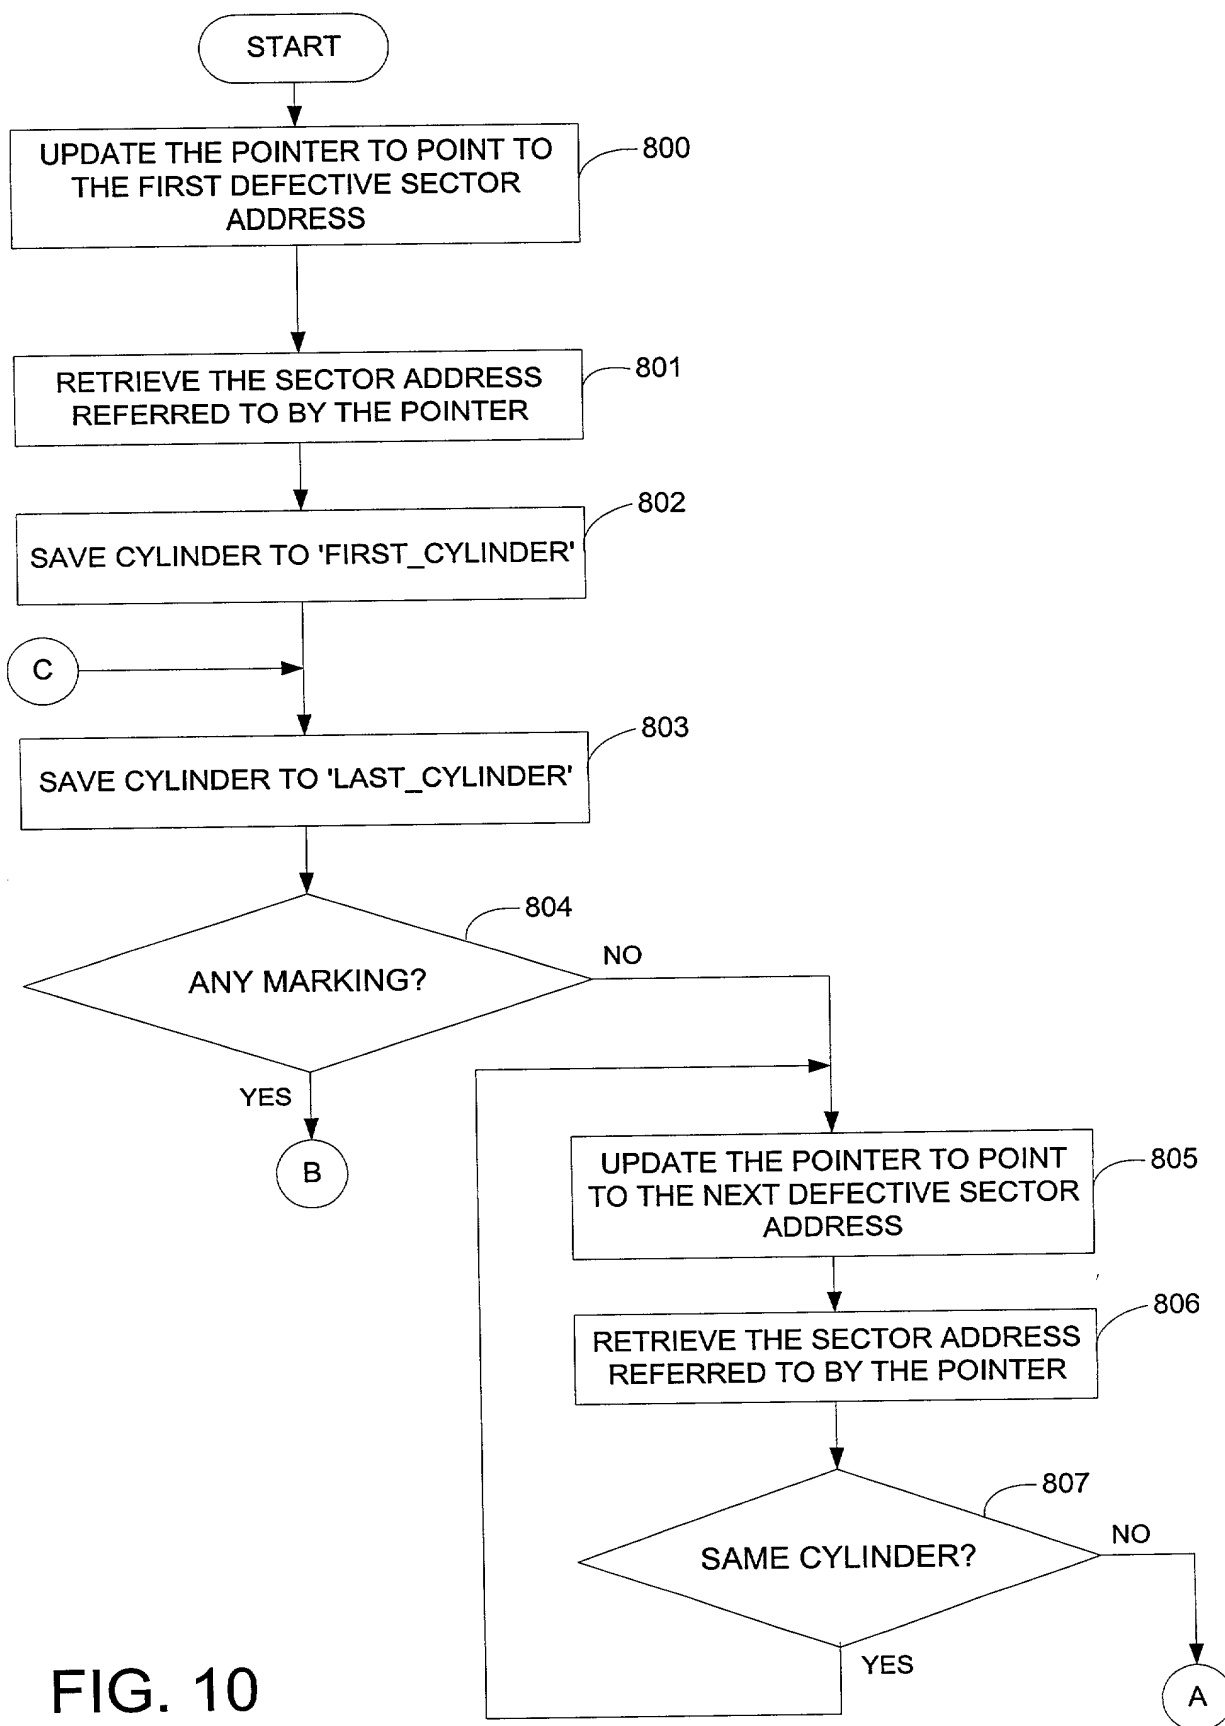 START
UPDATE THE POINTER TO POINT TO
THE FIRST DEFECTIVE SECTOR
ADDRESS
800
RETRIEVE THE SECTOR ADDRESS
REFERRED TO BY THE POINTER
801
SAVE CYLINDER TO 'FIRST_CYLINDER'
802
C
SAVE CYLINDER TO 'LAST_CYLINDER'
803
ANY MARKING?
804
NO
YES
B
UPDATE THE POINTER TO POINT
TO THE NEXT DEFECTIVE SECTOR
ADDRESS
805
RETRIEVE THE SECTOR ADDRESS
REFERRED TO BY THE POINTER
806
SAME CYLINDER?
807
NO
YES
A
FIG. 10